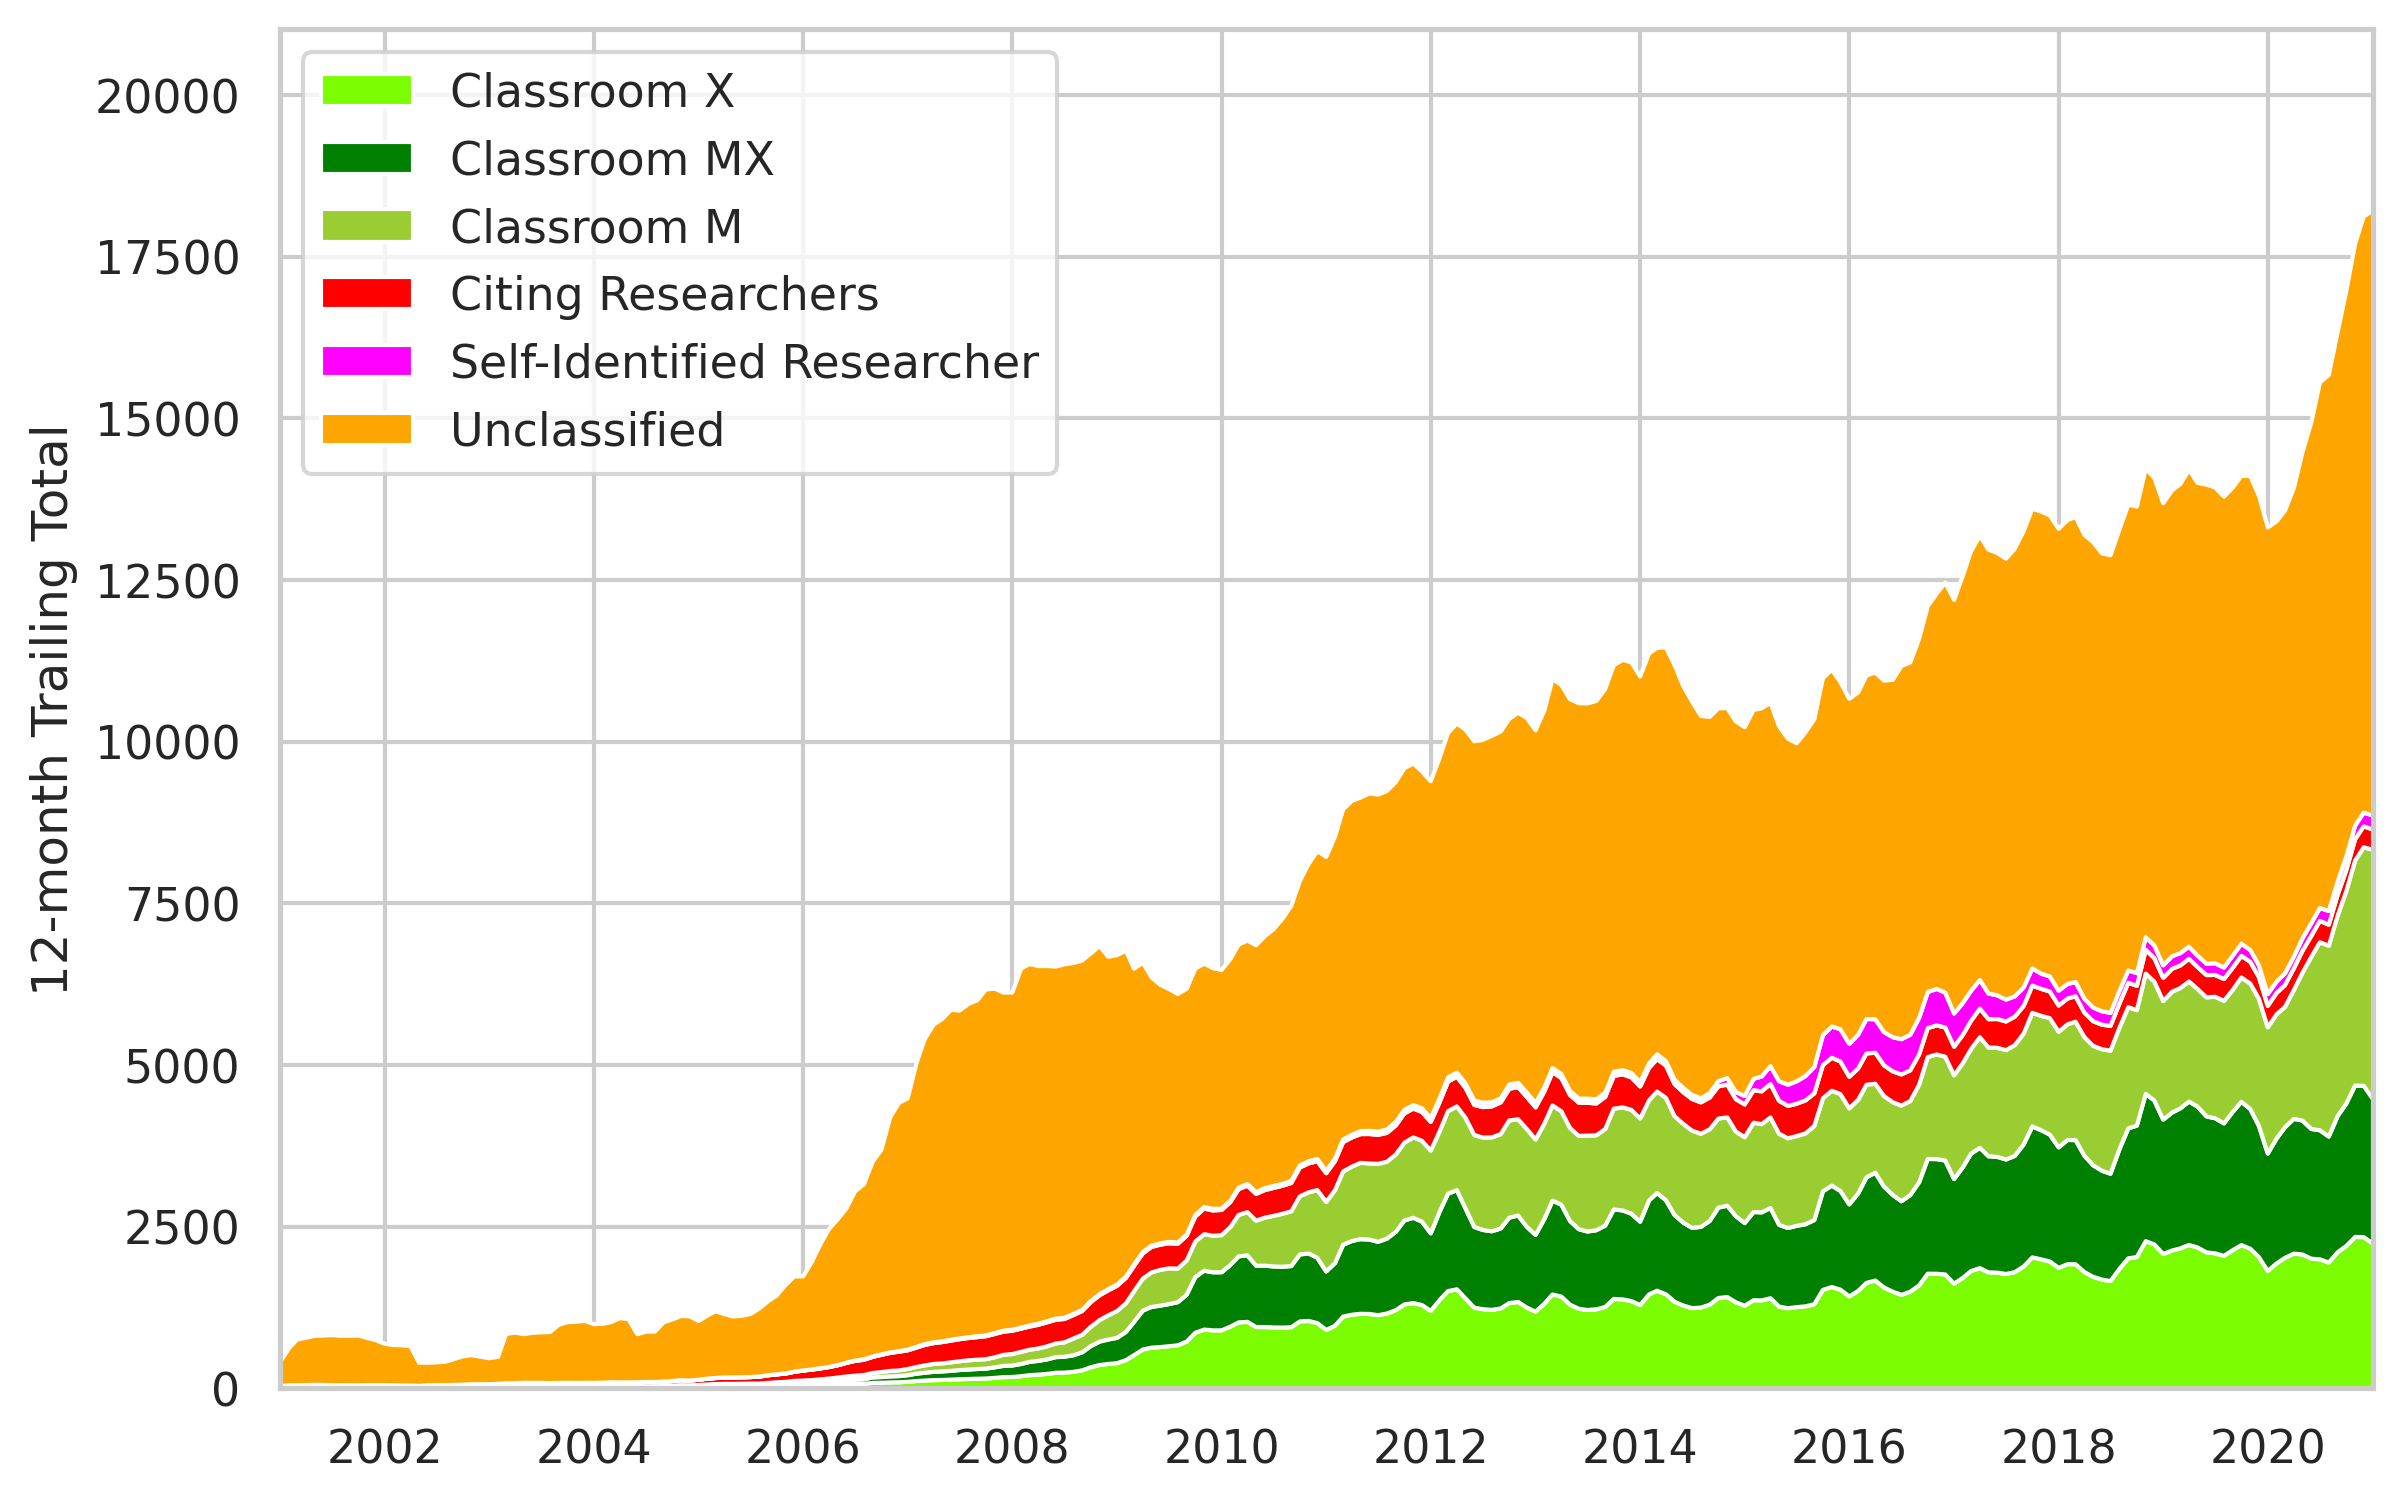 12-month Trailing Total
20000
17500
15000
12500
10000
7500
5000
2500
0
Classroom X
Classroom MX
Classroom M
Citing Researchers
Self-Identified Researcher
Unclassified
2002 2004 2006 2008 2010 2012 2014 2016 2018 2020